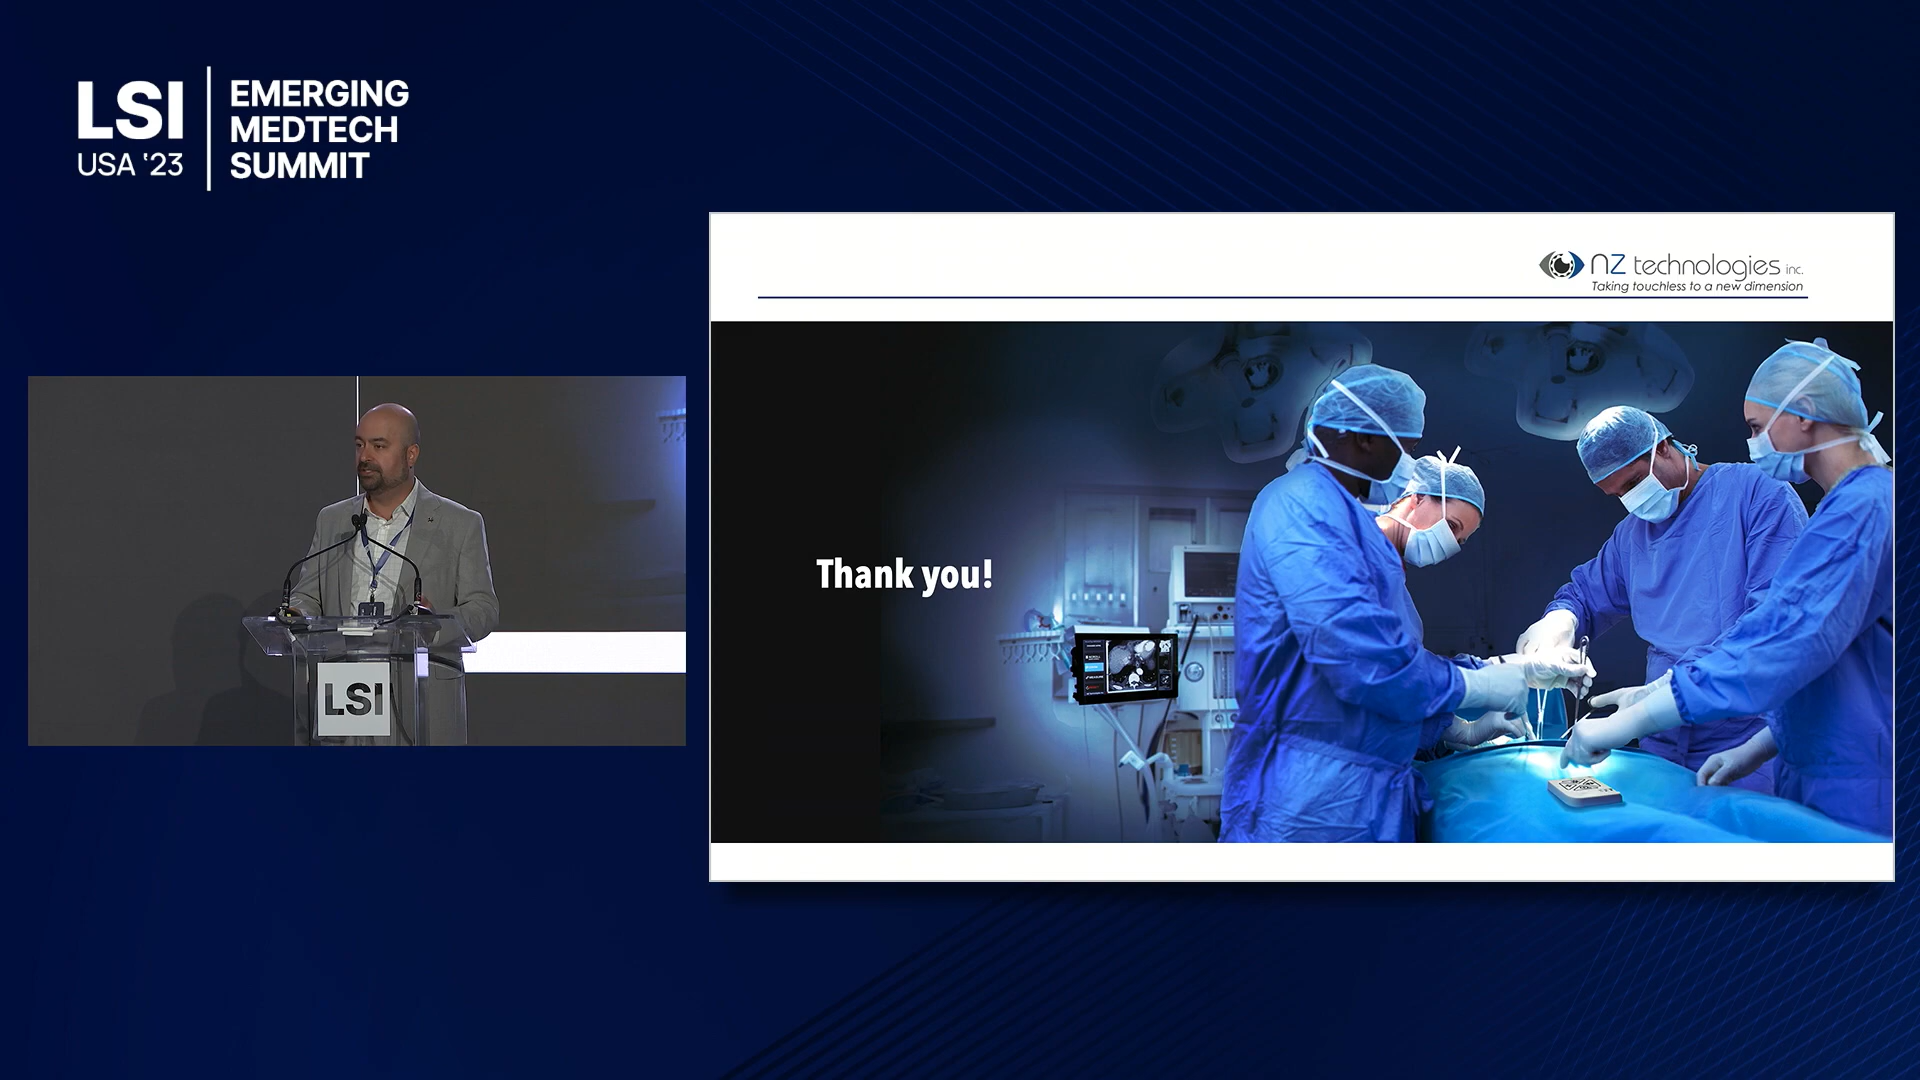 LSI
USA '23
EMERGING
MEDTECH
SUMMIT
nz technologies inc.
Taking touchless to a new dimension
Thank you!
LSI